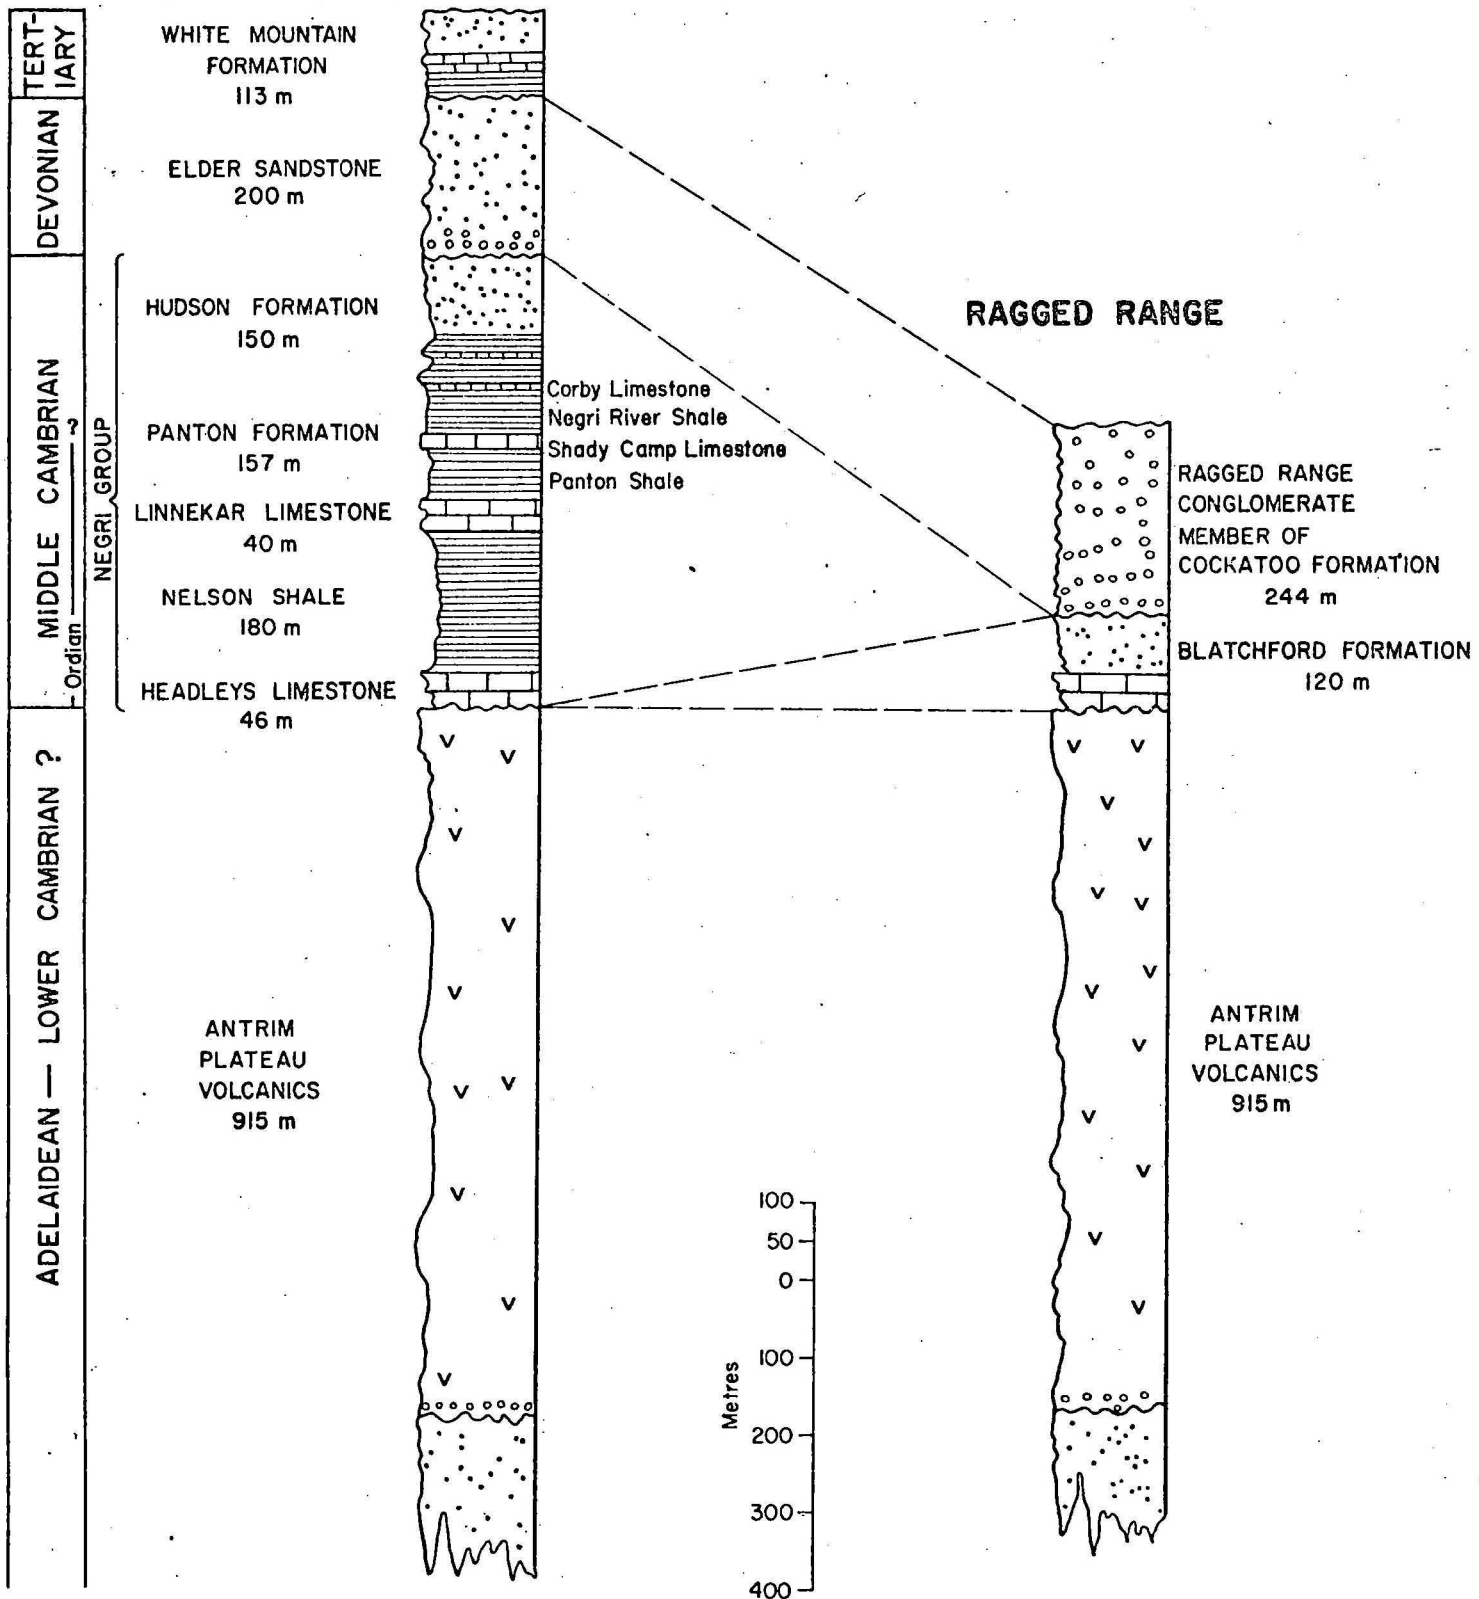 TERT-
IARY
DEVONIAN
MIDDLE CAMBRIAN
Ordian ?
ADELAIDEAN — LOWER CAMBRIAN ?
NEGRI GROUP
WHITE MOUNTAIN
FORMATION
113 m
ELDER SANDSTONE
200 m
HUDSON FORMATION
150 m
PANTON FORMATION
157 m
LINNEKAR LIMESTONE
40 m
NELSON SHALE
180 m
HEADLEYS LIMESTONE
46 m
ANTRIM
PLATEAU
VOLCANICS
915 m
Corby Limestone
Negri River Shale
Shady Camp Limestone
Panton Shale
RAGGED RANGE
RAGGED RANGE
CONGLOMERATE
MEMBER OF
COCKATOO FORMATION
244 m
BLATCHFORD FORMATION
120 m
ANTRIM
PLATEAU
VOLCANICS
915 m
Metres
100
50
0
100
200
300
400